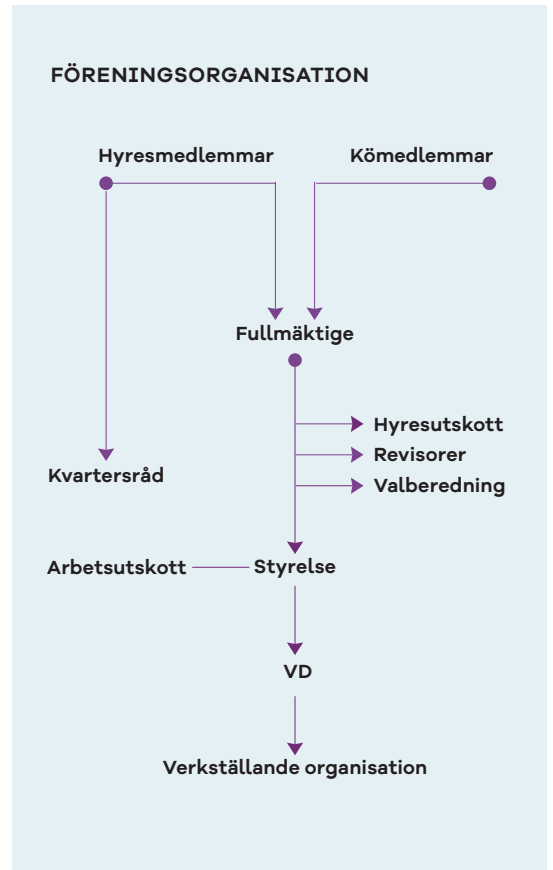 FÖRENINGSORGANISATION
Hyresmedlemmar
Kömedlemmar
Fullmäktige
Hyresutskott
Revisorer
Valberedning
Kvartersråd
Arbetsutskott
Styrelse
VD
Verkställande organisation